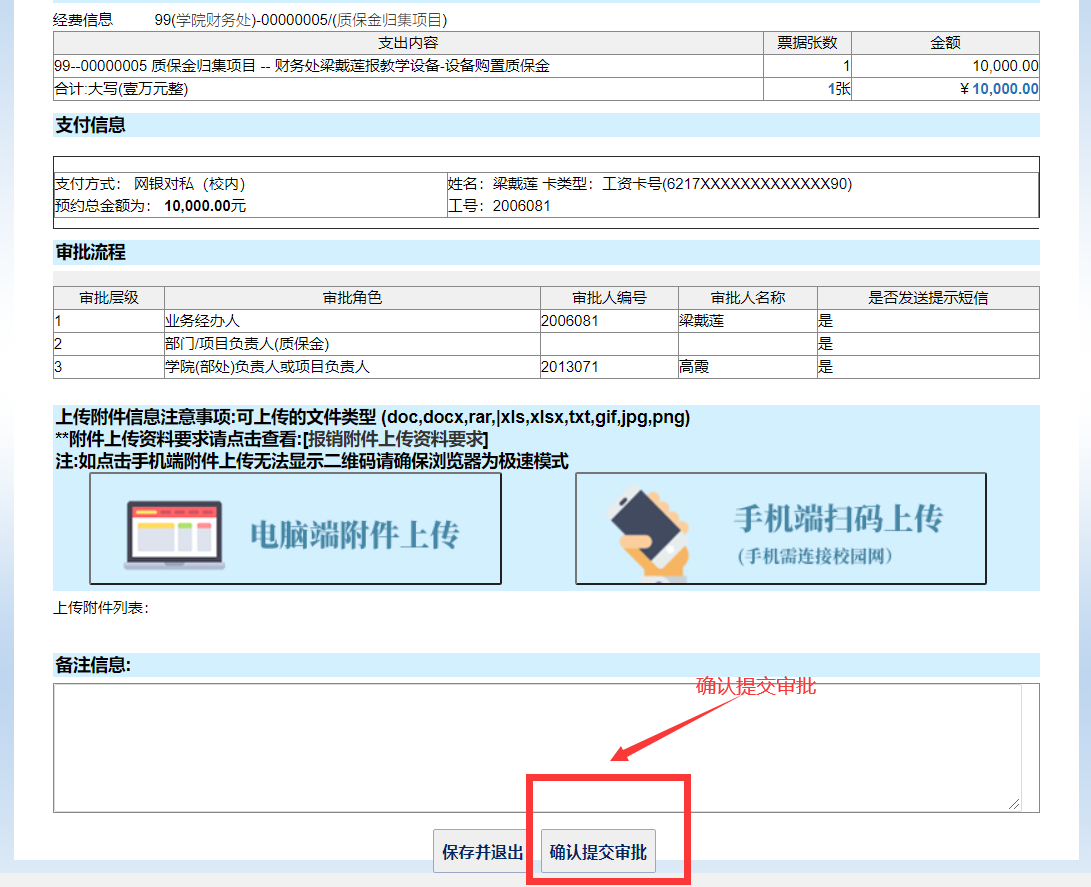 经费信息 99(学院财务处)-00000005/(质保金归集项目)
支出内容 票据张数 金额
99--00000005 质保金归集项目 -- 财务处梁戴莲报教学设备-设备购置质保金 1 10,000.00
合计:大写(壹万元整) 1张 ￥10,000.00
支付信息
支付方式： 网银对私（校内） 姓名：梁戴莲 卡类型：工资卡号(6217XXXXXXXXXXXXX90)
预约总金额为： 10,000.00元 工号：2006081
审批流程
审批层级 审批角色 审批人编号 审批人名称 是否发送提示短信
1 业务经办人 2006081 梁戴莲 是
2 部门/项目负责人(质保金) 是
3 学院(部处)负责人或项目负责人 2013071 高霞 是
上传附件信息注意事项:可上传的文件类型 (doc,docx,rar,|xls,xlsx,txt,gif,jpg,png)
**附件上传资料要求请点击查看:[报销附件上传资料要求]
注:如点击手机端附件上传无法显示二维码请确保浏览器为极速模式
电脑端附件上传 手机端扫码上传
(手机需连接校园网)
上传附件列表：
备注信息:
确认提交审批
保存并退出 确认提交审批